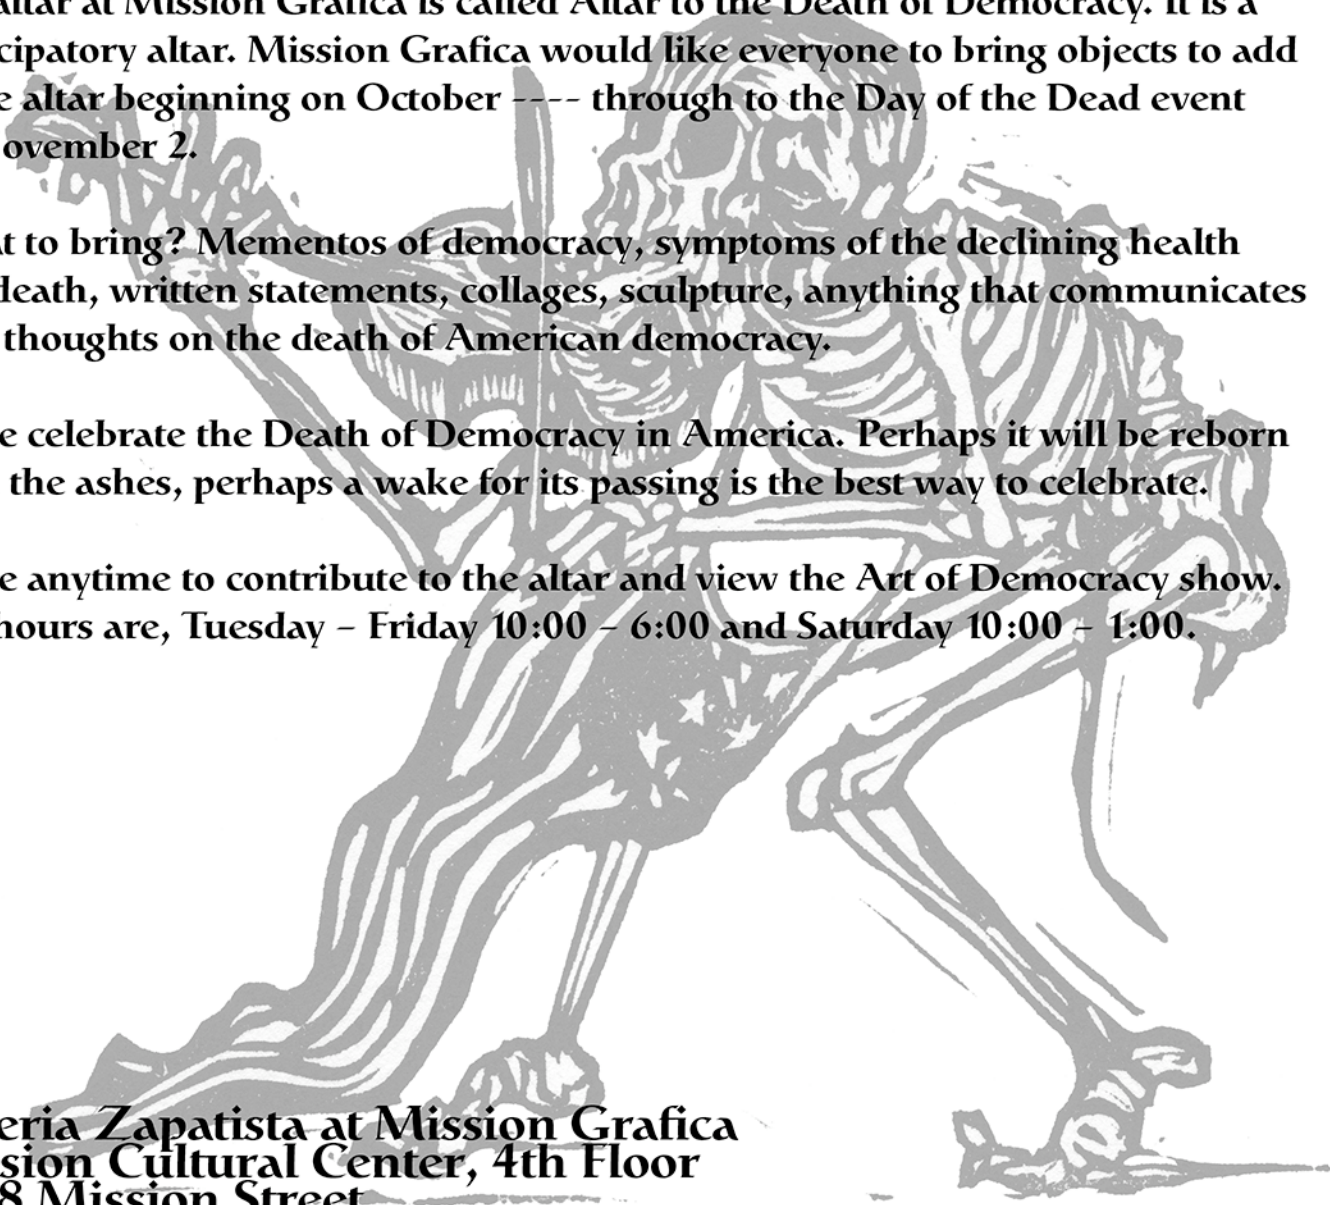 altar at Mission Grafica is called Altar to the Death of Democracy. It is a
cipatory altar. Mission Grafica would like everyone to bring objects to add
e altar beginning on October ---- through to the Day of the Dead event
ovember 2.
t to bring? Mementos of democracy, symptoms of the declining health
death, written statements, collages, sculpture, anything that communicates
thoughts on the death of American democracy.
e celebrate the Death of Democracy in America. Perhaps it will be reborn
the ashes, perhaps a wake for its passing is the best way to celebrate.
e anytime to contribute to the altar and view the Art of Democracy show.
hours are, Tuesday – Friday 10:00 – 6:00 and Saturday 10:00 – 1:00.
eria Zapatista at Mission Grafica
sion Cultural Center, 4th Floor
8 Mission Street